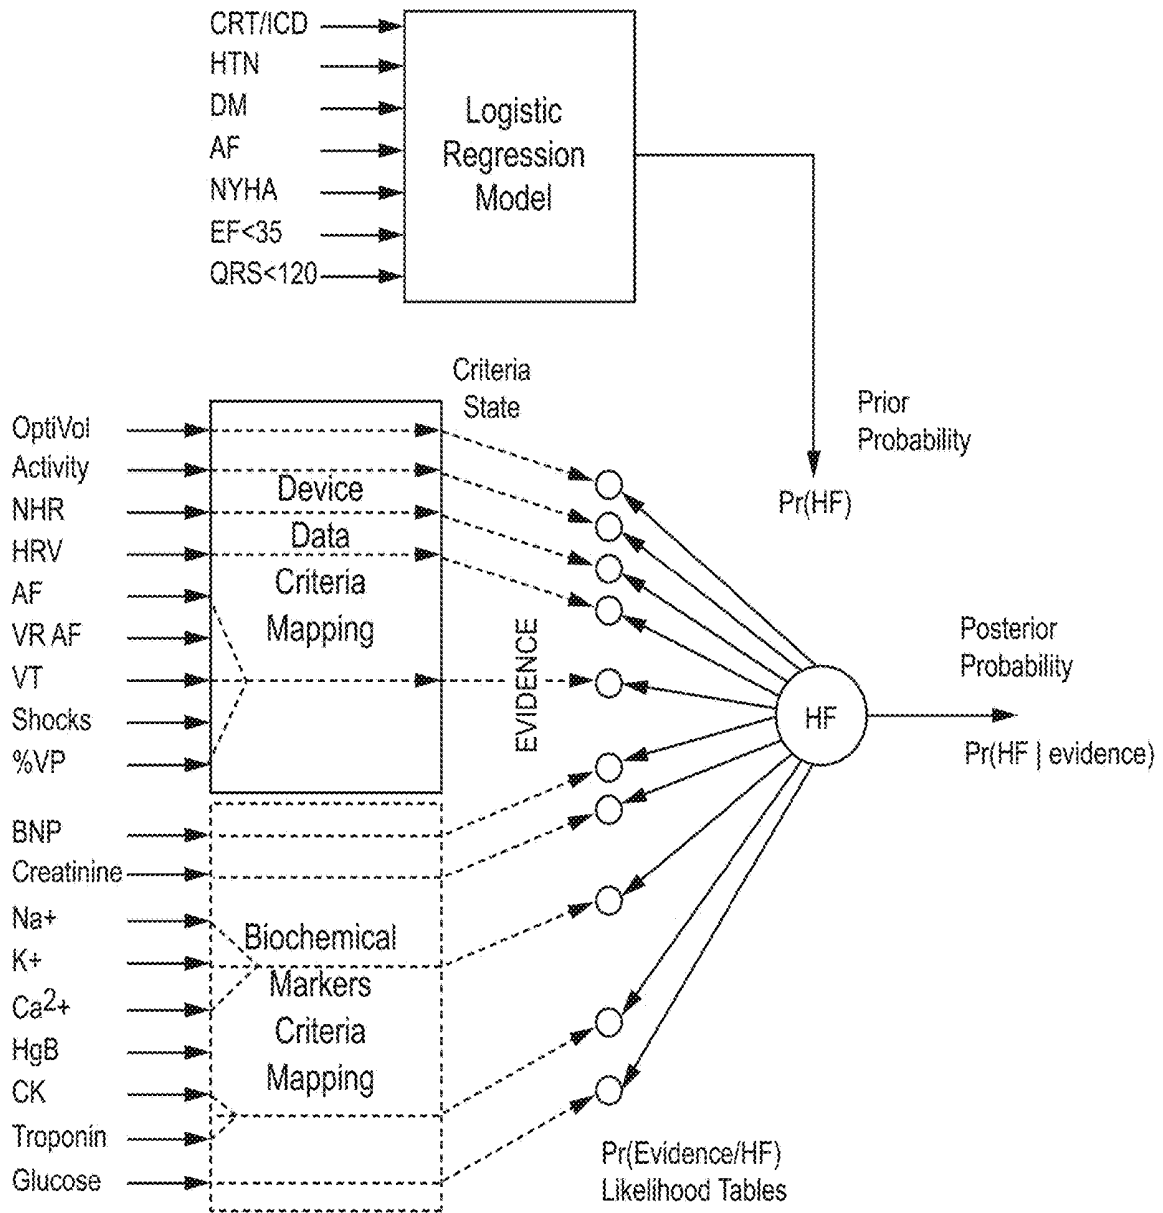 CRT/ICD
HTN
DM
AF
NYHA
EF<35
QRS<120
Logistic
Regression
Model
Prior
Probability
Pr(HF)
Criteria
State
OptiVol
Activity
NHR
HRV
AF
VR AF
VT
Shocks
%VP
Device
Data
Criteria
Mapping
EVIDENCE
HF
Posterior
Probability
Pr(HF | evidence)
BNP
Creatinine
Na+
K+
Ca2+
HgB
CK
Troponin
Glucose
Biochemical
Markers
Criteria
Mapping
Pr(Evidence/HF)
Likelihood Tables